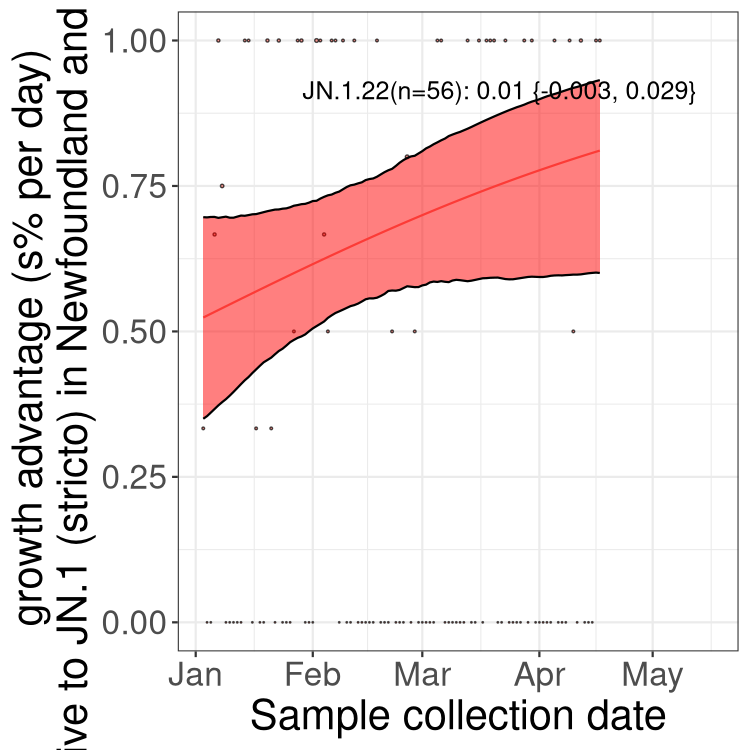 growth advantage (s% per day)
ive to JN.1 (stricto) in Newfoundland and
1.00
0.75
0.50
0.25
0.00
JN.1.22(n=56): 0.01 {-0.003, 0.029}
Jan Feb Mar Apr May
Sample collection date